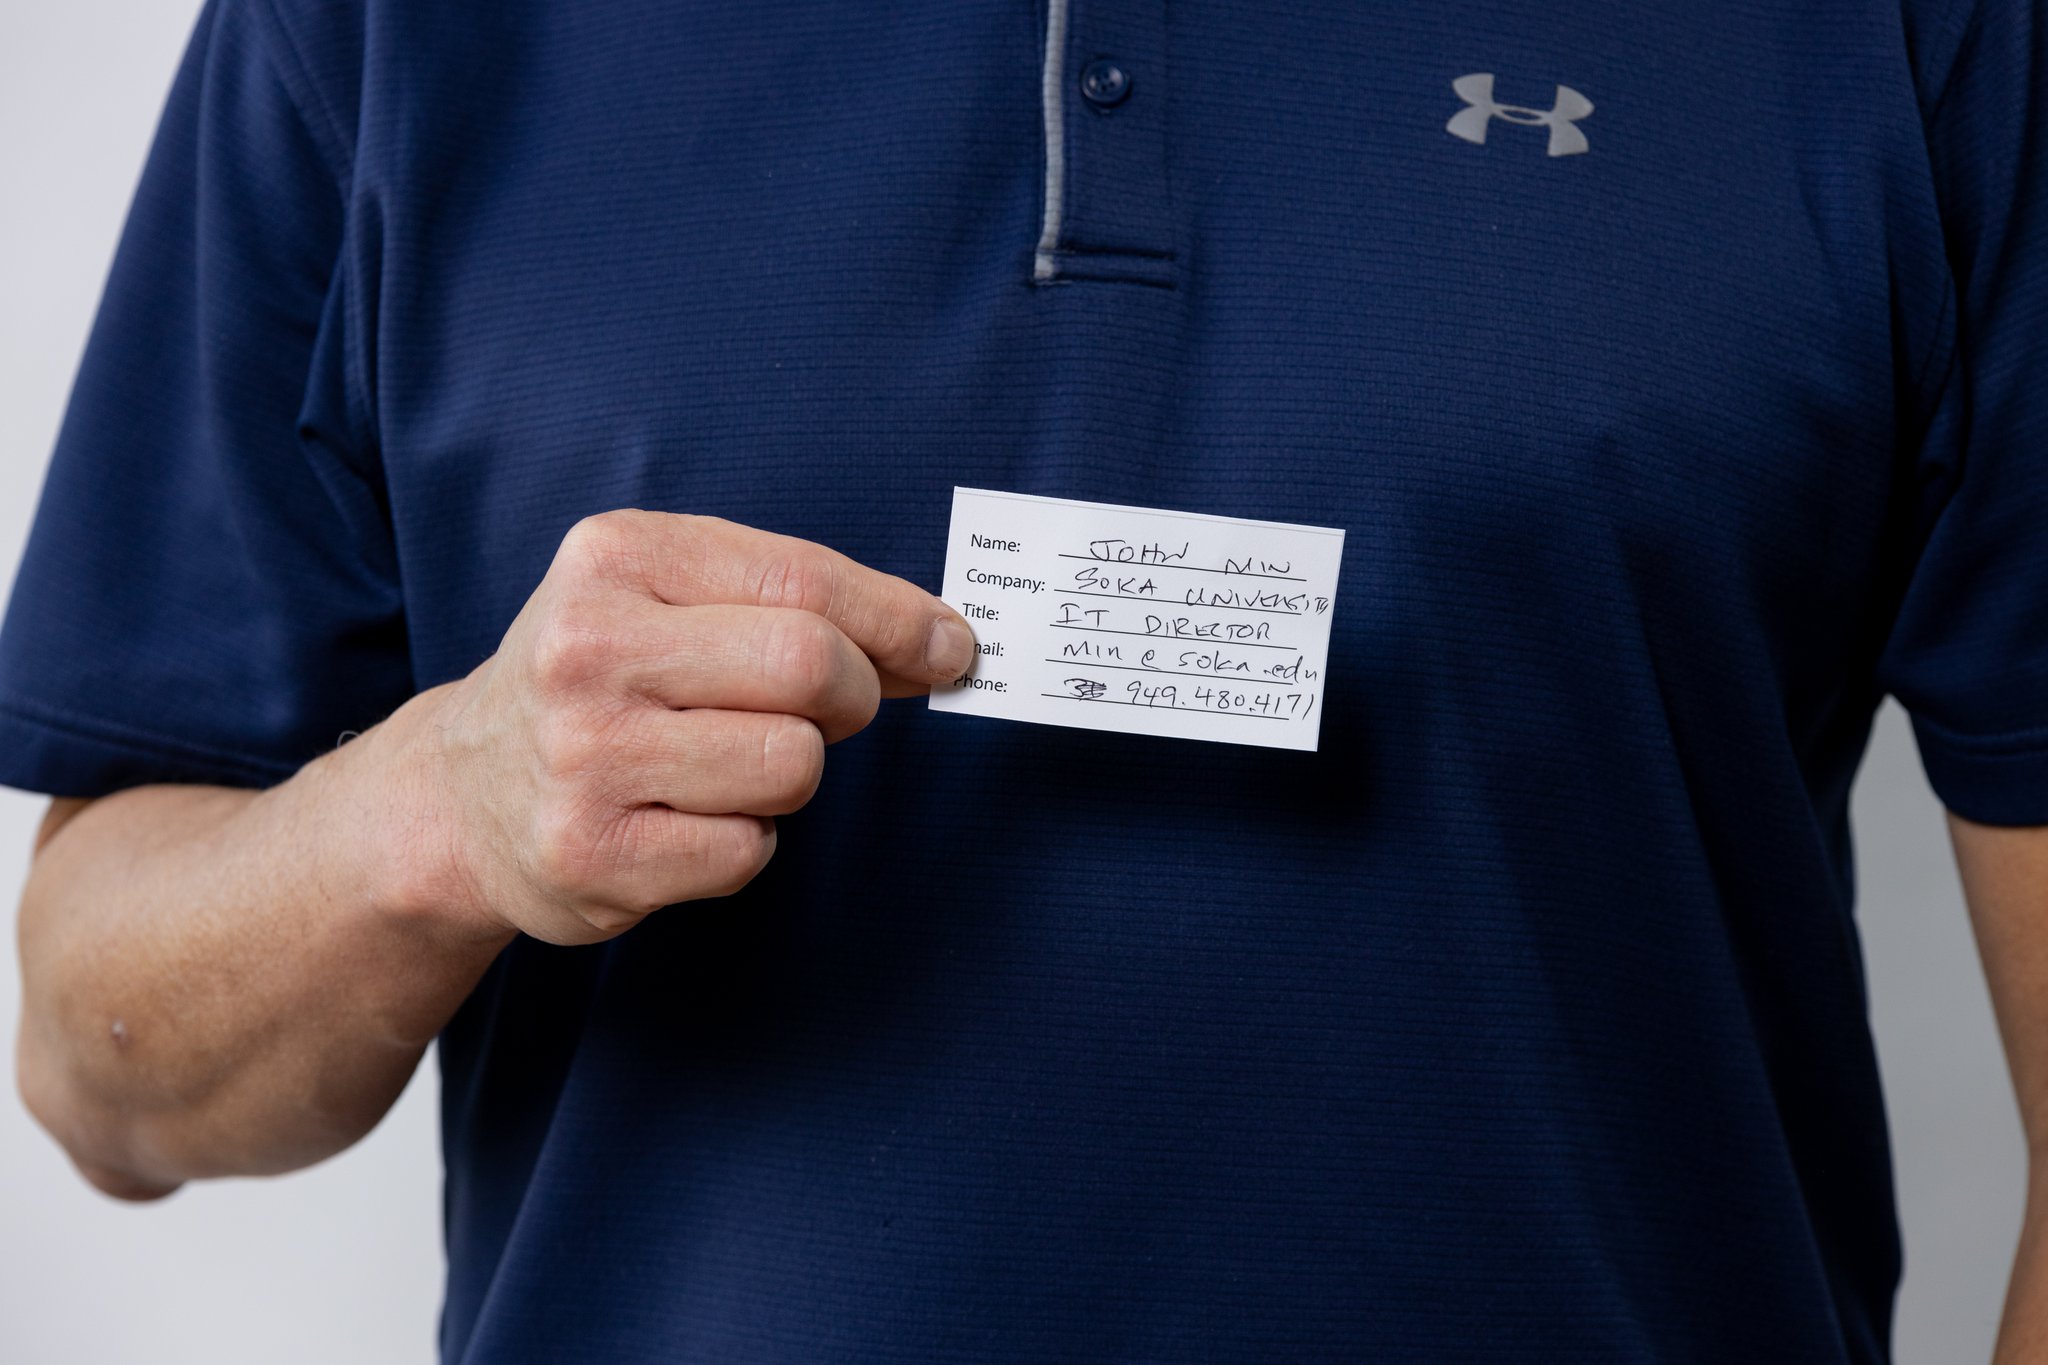 Name: JOHN MIN
Company: SOKA UNIVERSITY
Title: IT DIRECTOR
mail: min@soka.edu
Phone: 949.480.4171